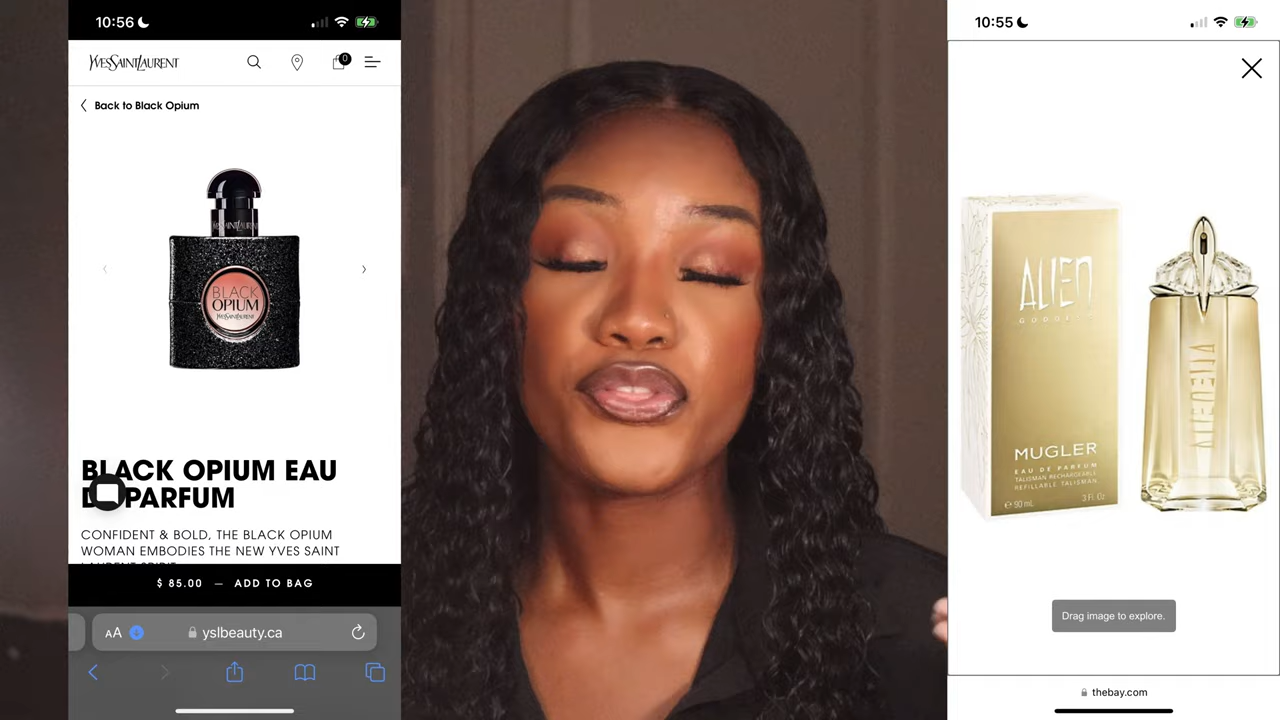 10:56
YVESSAINTLAURENT
0
Back to Black Opium
YVESSAINTLAURENT
BLACK
OPIUM
YVESSAINTLAURENT
BLACK OPIUM EAU
PARFUM
CONFIDENT & BOLD, THE BLACK OPIUM
WOMAN EMBODIES THE NEW YVES SAINT
LAURENT SPIRIT
$ 85.00 — ADD TO BAG
AA
yslbeauty.ca
10:55
ALIEN
GODDESS
MUGLER
EAU DE PARFUM
TALISMAN RECHARGEABLE
REFILLABLE TALISMAN
℮ 90 mL
3 Fl. Oz
Drag image to explore.
thebay.com